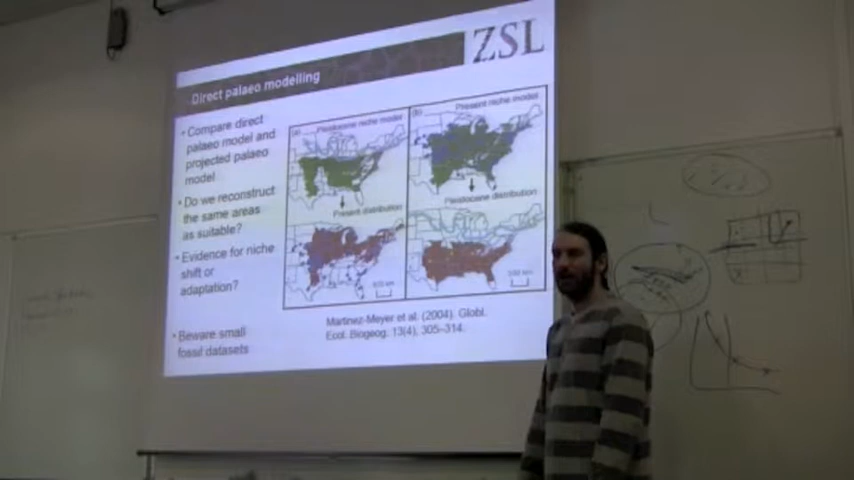 ZSL
Direct palaeo modelling
• Compare direct
palaeo model and
projected palaeo
model
• Do we reconstruct
the same areas
as suitable?
• Evidence for niche
shift or
adaptation?
• Beware small
fossil datasets
(a) Pleistocene niche model
Present distribution
(b) Present niche model
Pleistocene distribution
Martinez-Meyer et al. (2004). Globl.
Ecol. Biogeog. 13(4), 305–314.